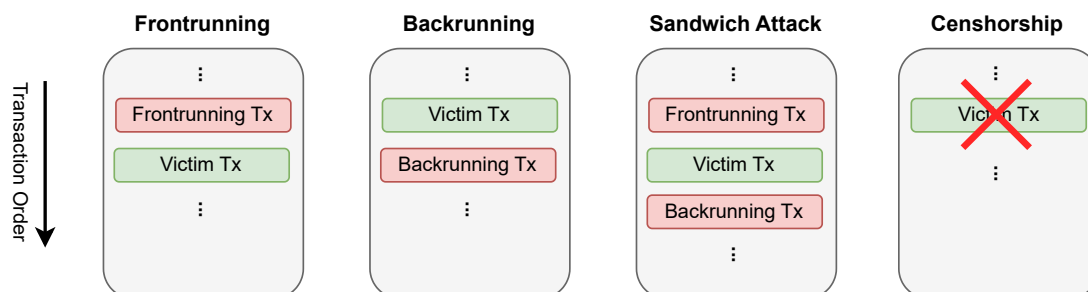 Frontrunning
Backrunning
Sandwich Attack
Censhorship
Transaction Order
Frontrunning Tx
Victim Tx
Victim Tx
Backrunning Tx
Frontrunning Tx
Victim Tx
Backrunning Tx
Victim Tx